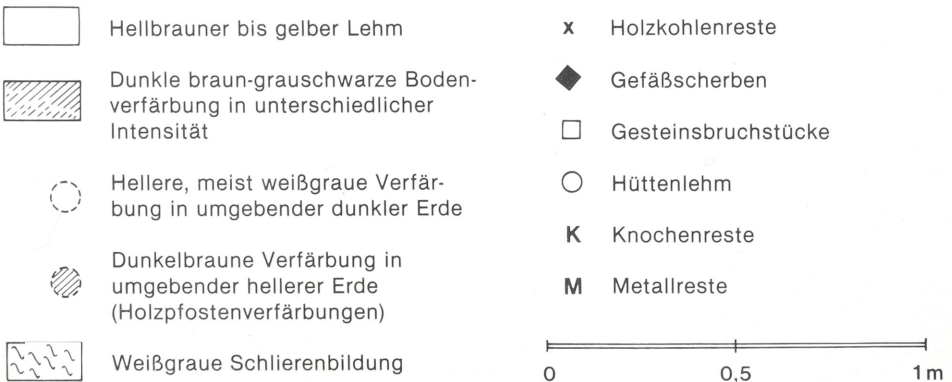 Hellbrauner bis gelber Lehm
Dunkle braun-grauschwarze Boden-
verfärbung in unterschiedlicher
Intensität
Hellere, meist weißgraue Verfär-
bung in umgebender dunkler Erde
Dunkelbraune Verfärbung in
umgebender hellerer Erde
(Holzpfostenverfärbungen)
Weißgraue Schlierenbildung
x Holzkohlenreste
Gefäßscherben
Gesteinsbruchstücke
Hüttenlehm
K Knochenreste
M Metallreste
0 0,5 1 m